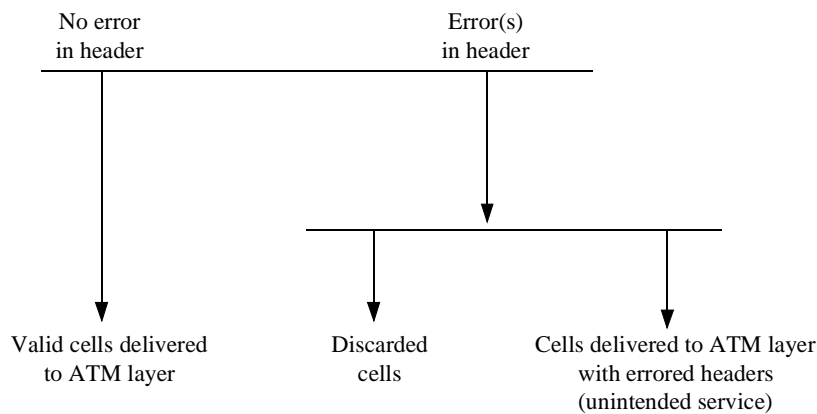 No error
in header
Error(s)
in header
Valid cells delivered
to ATM layer
Discarded
cells
Cells delivered to ATM layer
with errored headers
(unintended service)